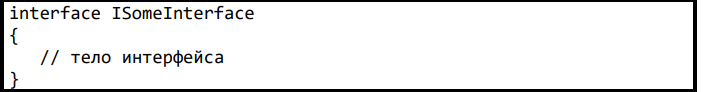 interface ISomeInterface
{
// тело интерфейса
}